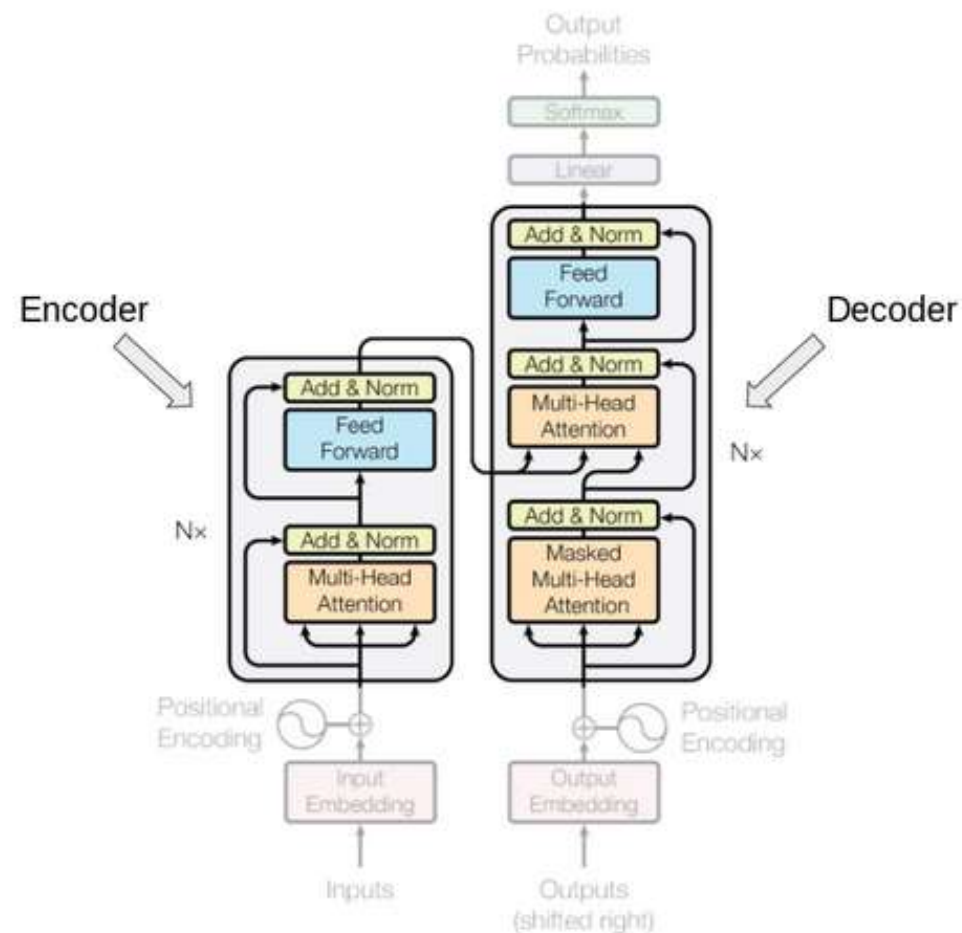 Output
Probabilities
Softmax
Linear
Add & Norm
Feed
Forward
Add & Norm
Multi-Head
Attention
Add & Norm
Masked
Multi-Head
Attention
Decoder
N×
Encoder
Add & Norm
Feed
Forward
Add & Norm
Multi-Head
Attention
N×
Positional
Encoding
Positional
Encoding
Input
Embedding
Output
Embedding
Inputs
Outputs
(shifted right)